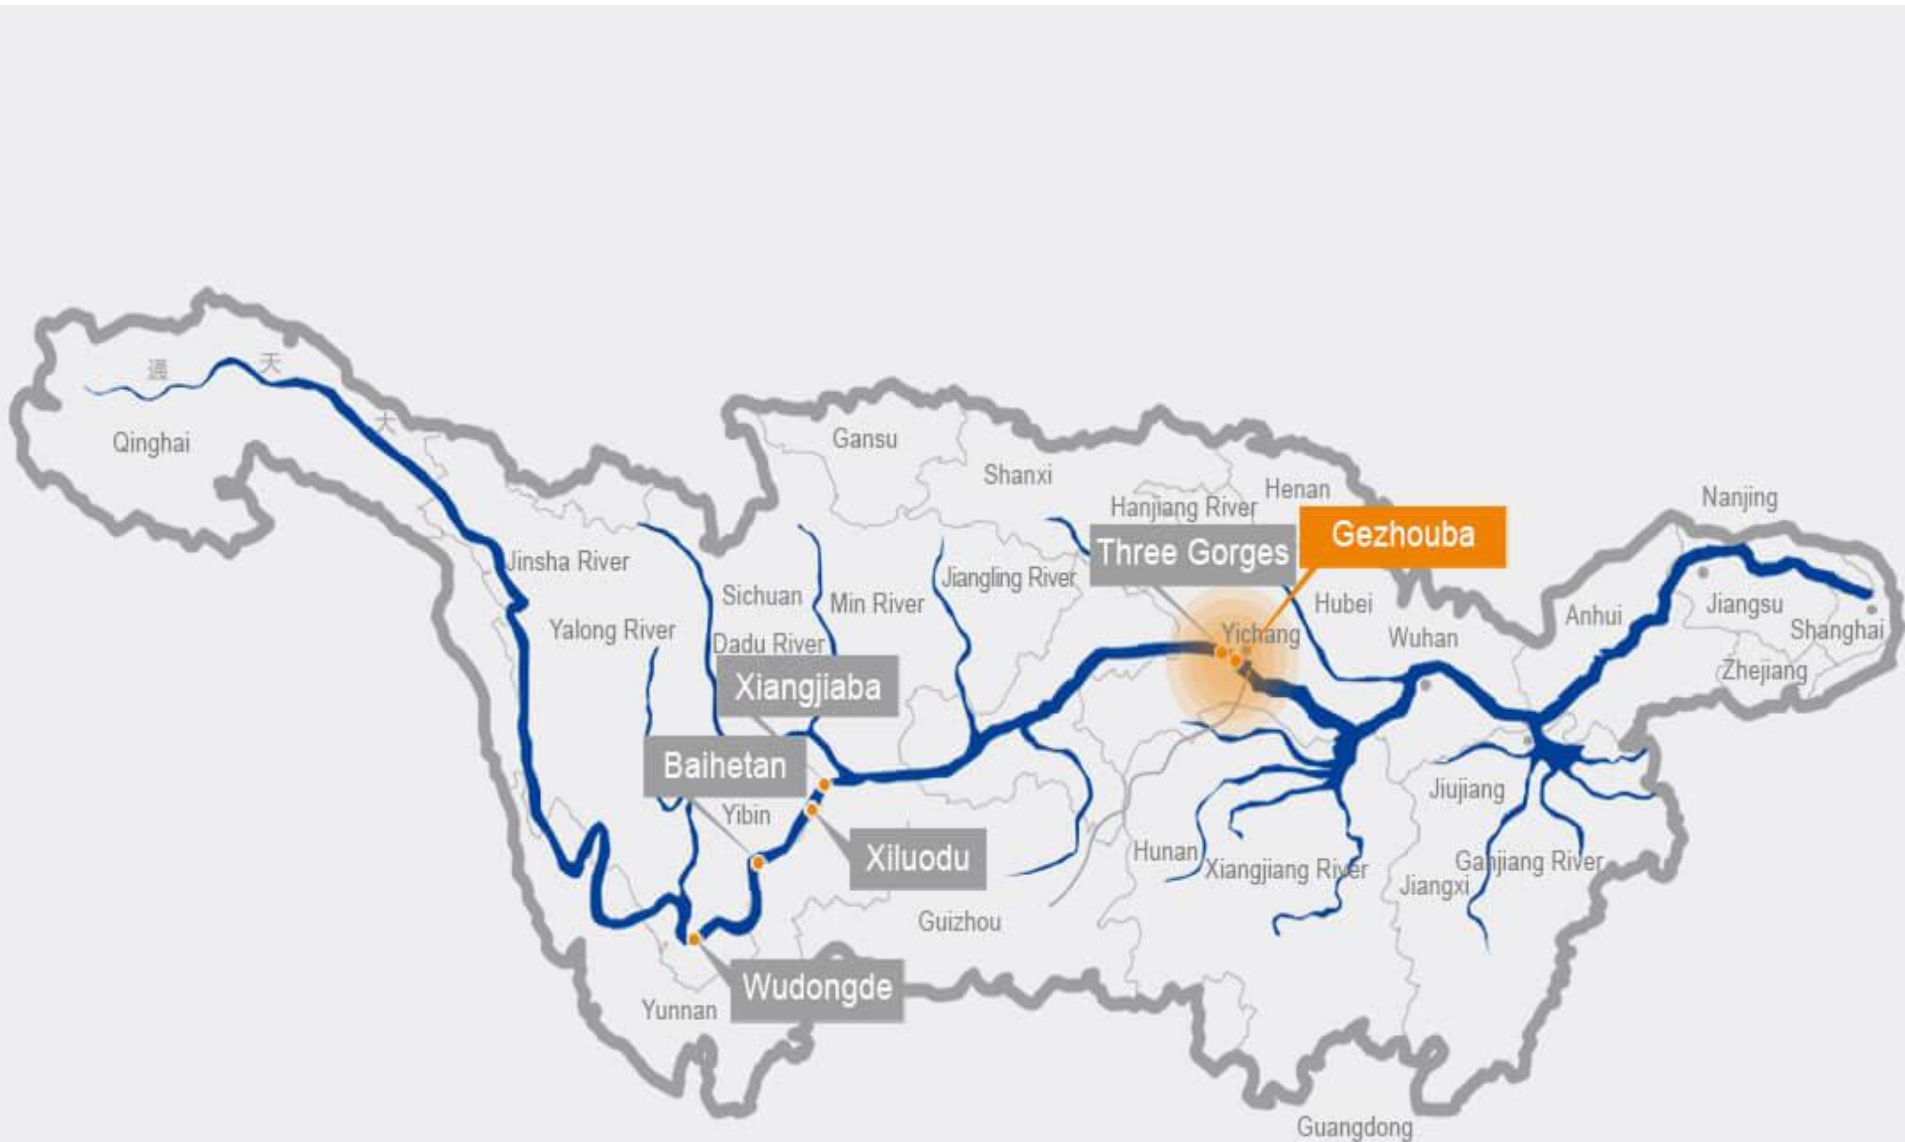 通
天
大
Qinghai
Gansu
Shanxi
Hanjiang River
Henan
Nanjing
Three Gorges
Gezhouba
Jinsha River
Sichuan
Min River
Jiangling River
Hubei
Anhui
Jiangsu
Shanghai
Yalong River
Dadu River
Yichang
Wuhan
Zhejiang
Xiangjiaba
Baihetan
Yibin
Xiluodu
Jiujiang
Hunan
Xiangjiang River
Ganjiang River
Jiangxi
Guizhou
Wudongde
Yunnan
Guangdong